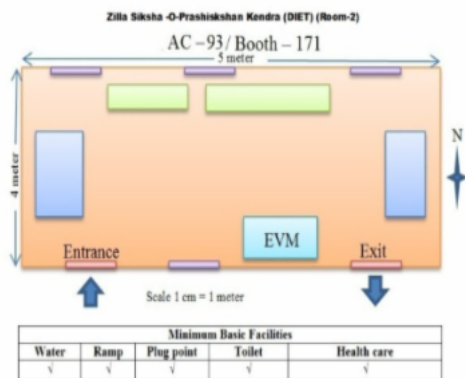 Zilla Siksha -O-Prashikshan Kendra (DIET) (Room-2)
AC – 93/ Booth – 171
5 meter
4 meter
N
Entrance
EVM
Exit
Scale 1 cm = 1 meter
Minimum Basic Facilities
Water Ramp Plug point Toilet Health care
√ √ √ √ √